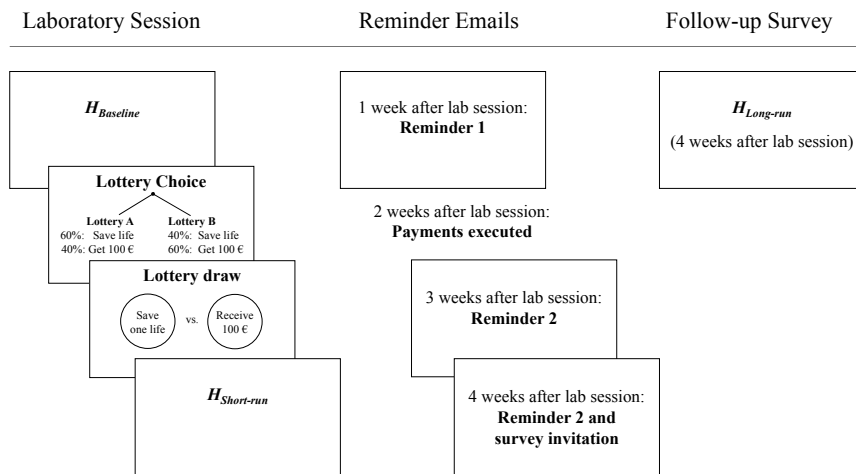 Laboratory Session
Reminder Emails
Follow-up Survey
H_Baseline
Lottery Choice
Lottery A
60%: Save life
40%: Get 100 €
Lottery B
40%: Save life
60%: Get 100 €
Lottery draw
Save
one life
vs.
Receive
100 €
H_Short-run
1 week after lab session:
Reminder 1
2 weeks after lab session:
Payments executed
3 weeks after lab session:
Reminder 2
4 weeks after lab session:
Reminder 2 and
survey invitation
H_Long-run
(4 weeks after lab session)